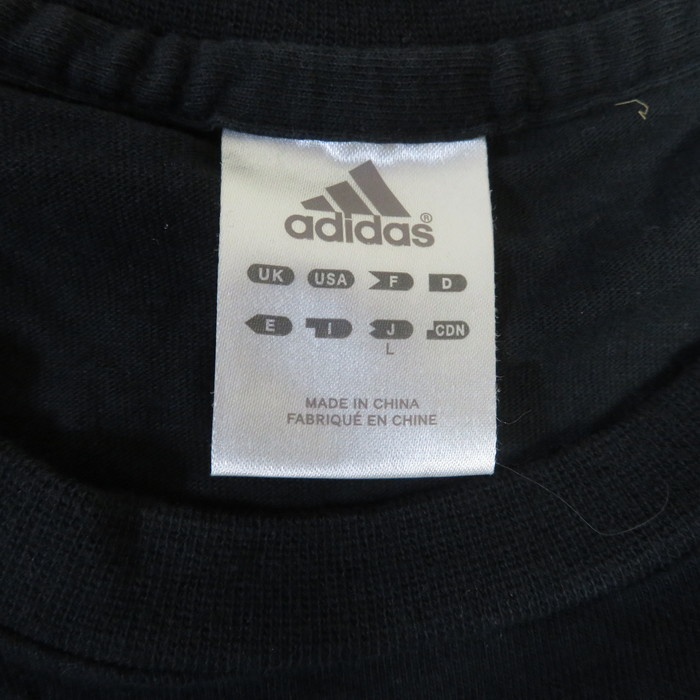 adidas®
UK USA F D
E I J CDN
L
MADE IN CHINA
FABRIQUÉ EN CHINE